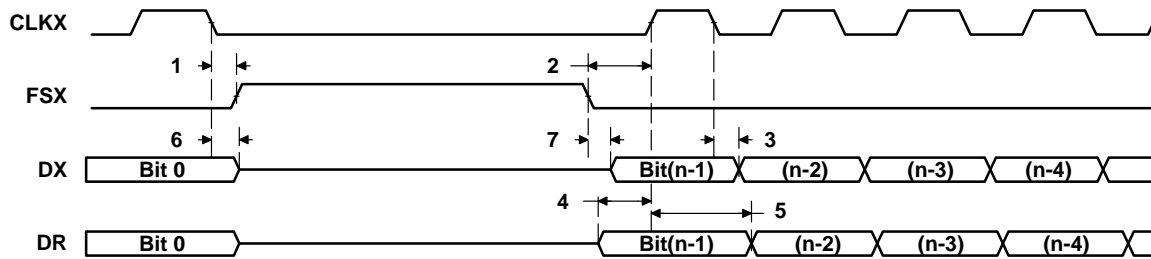 CLKX
1 2
FSX
6 7 3
DX Bit 0 Bit(n-1) (n-2) (n-3) (n-4)
4 5
DR Bit 0 Bit(n-1) (n-2) (n-3) (n-4)